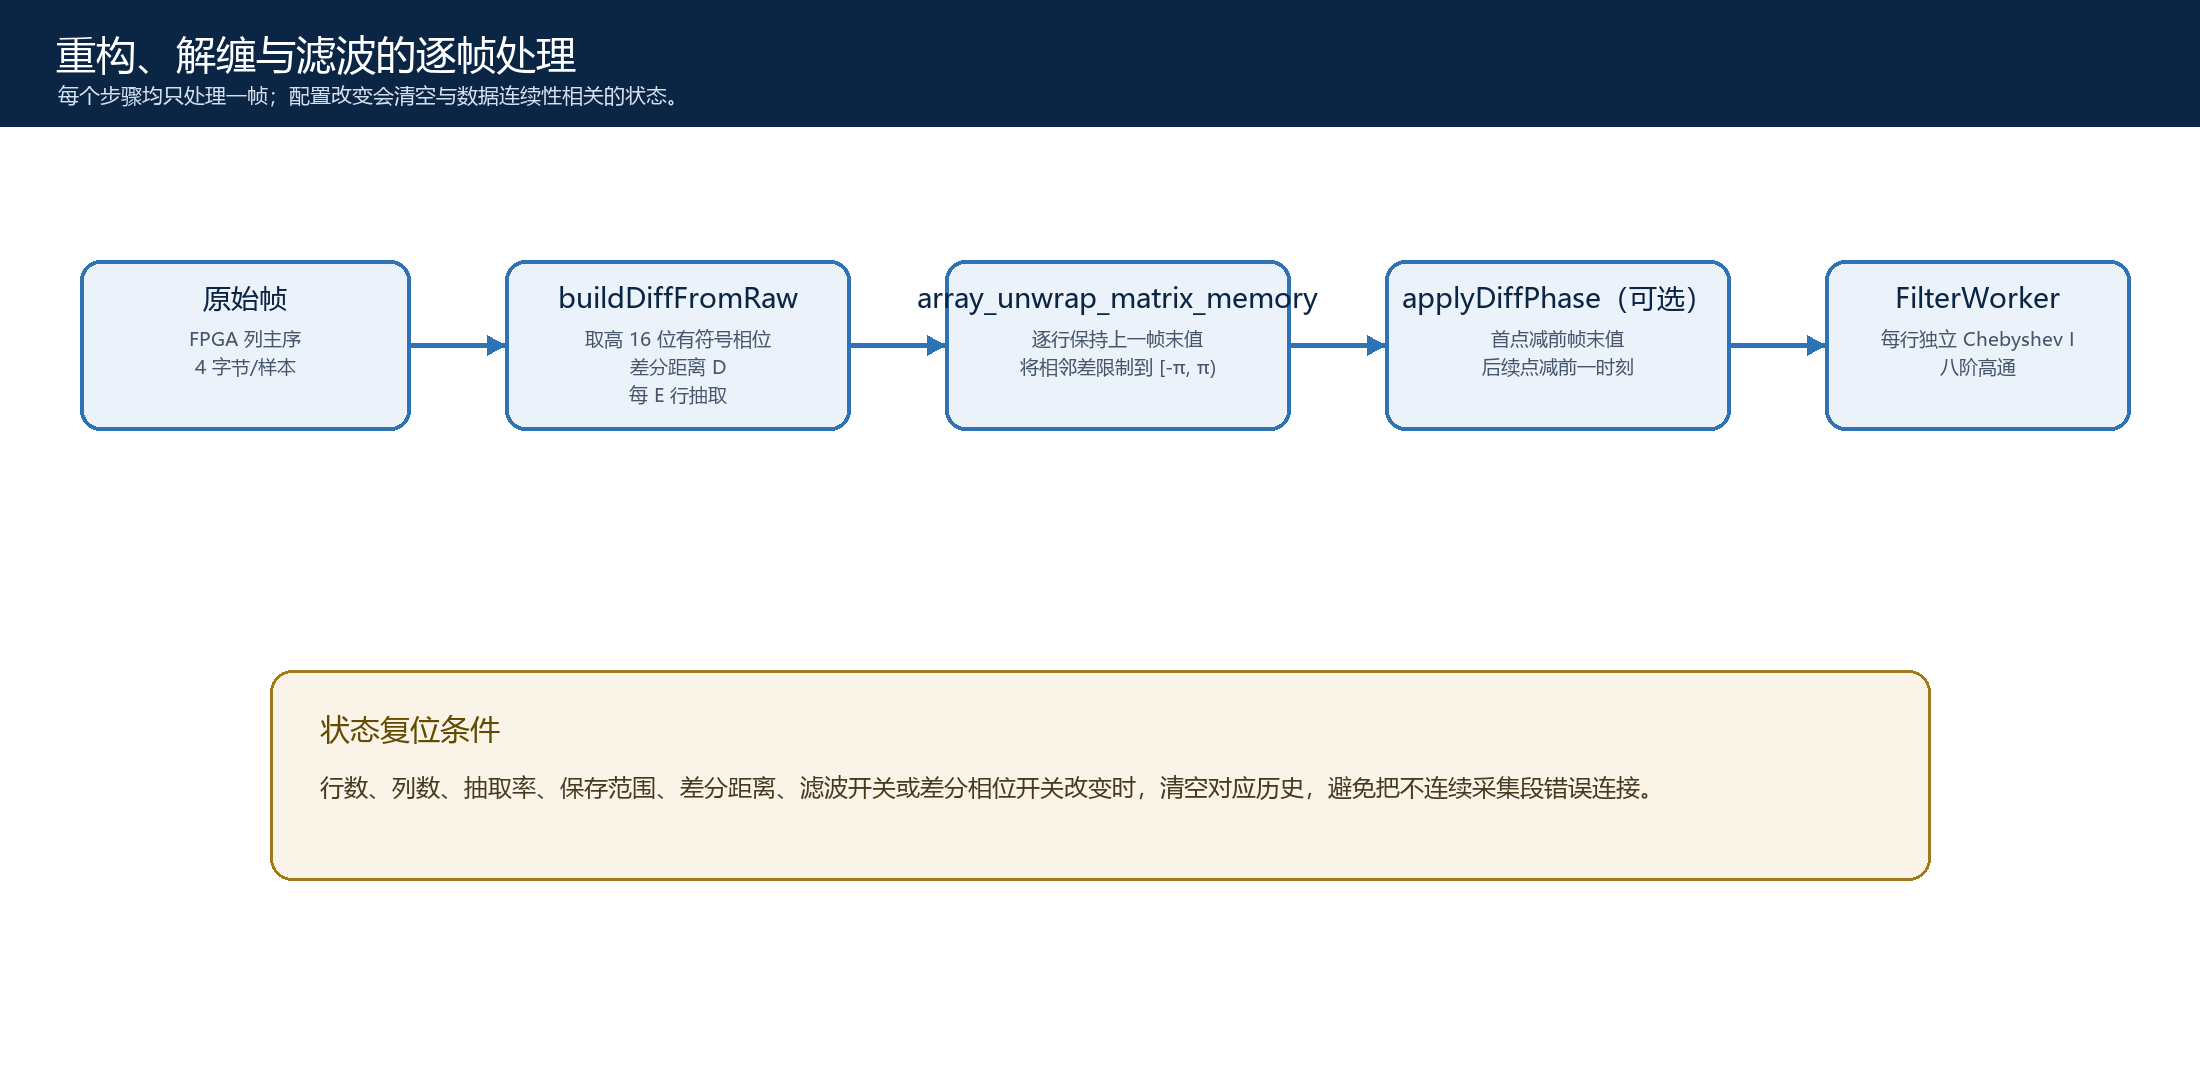 重构、解缠与滤波的逐帧处理
每个步骤均只处理一帧；配置改变会清空与数据连续性相关的状态。
原始帧
FPGA 列主序
4 字节/样本
buildDiffFromRaw
取高 16 位有符号相位
差分距离 D
每 E 行抽取
array_unwrap_matrix_memory
逐行保持上一帧末值
将相邻差限制到 [-π, π)
applyDiffPhase（可选）
首点减前帧末值
后续点减前一时刻
FilterWorker
每行独立 Chebyshev I
八阶高通
状态复位条件
行数、列数、抽取率、保存范围、差分距离、滤波开关或差分相位开关改变时，清空对应历史，避免把不连续采集段错误连接。